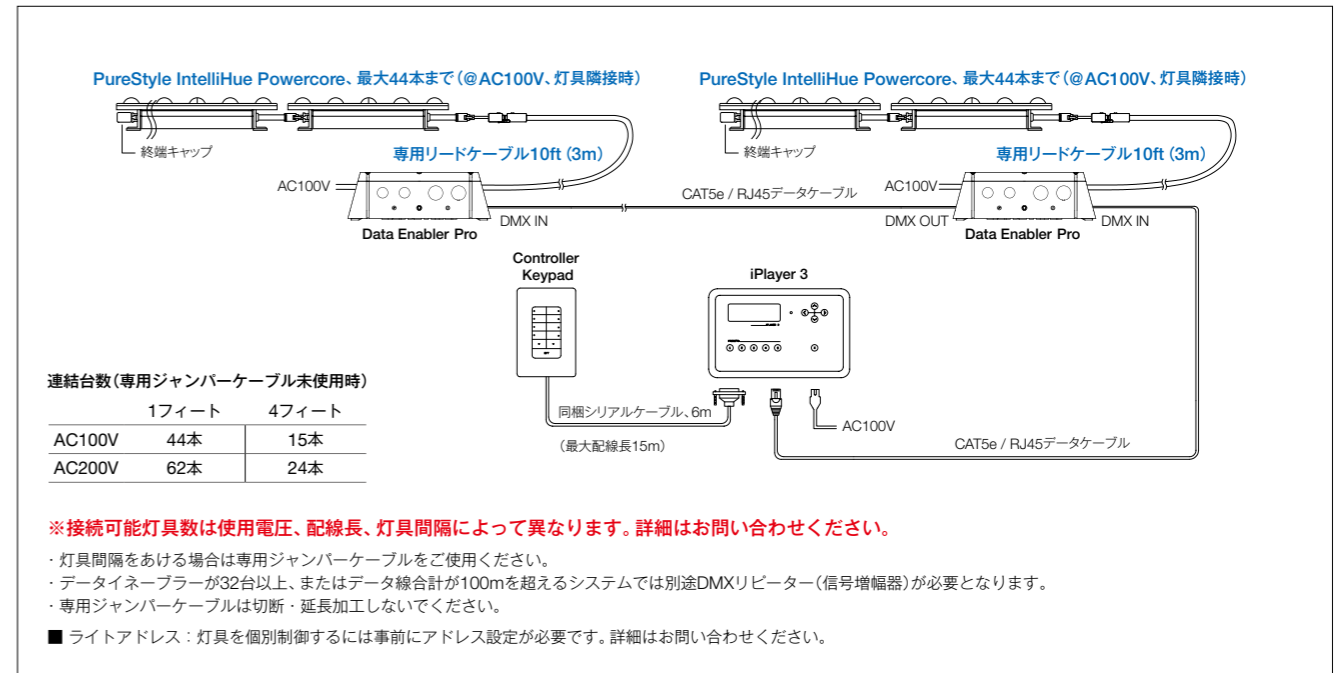 PureStyle IntelliHue Powercore、最大44本まで（@AC100V、灯具隣接時）
PureStyle IntelliHue Powercore、最大44本まで（@AC100V、灯具隣接時）
終端キャップ
専用リードケーブル10ft（3m）
終端キャップ
専用リードケーブル10ft（3m）
AC100V
CAT5e / RJ45データケーブル
AC100V
DMX IN
DMX OUT
DMX IN
Data Enabler Pro
Data Enabler Pro
Controller
Keypad
iPlayer 3
同梱シリアルケーブル、6m
（最大配線長15m）
AC100V
CAT5e / RJ45データケーブル
連結台数（専用ジャンパーケーブル未使用時）
1フィート 4フィート
AC100V 44本 15本
AC200V 62本 24本
※接続可能灯具数は使用電圧、配線長、灯具間隔によって異なります。詳細はお問い合わせください。
・灯具間隔をあける場合は専用ジャンパーケーブルをご使用ください。
・データイネーブラーが32台以上、またはデータ線合計が100mを超えるシステムでは別途DMXリピーター（信号増幅器）が必要となります。
・専用ジャンパーケーブルは切断・延長加工しないでください。
■ ライトアドレス：灯具を個別制御するには事前にアドレス設定が必要です。詳細はお問い合わせください。